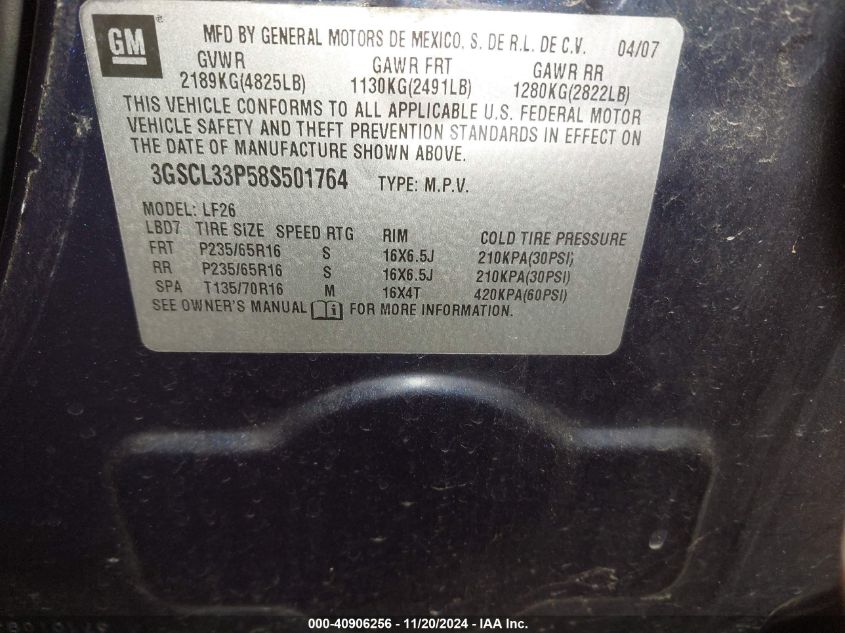 GM ® MFD BY GENERAL MOTORS DE MEXICO, S. DE R.L. DE C.V. 04/07
GVWR GAWR FRT GAWR RR
2189KG(4825LB) 1130KG(2491LB) 1280KG(2822LB)
THIS VEHICLE CONFORMS TO ALL APPLICABLE U.S. FEDERAL MOTOR
VEHICLE SAFETY AND THEFT PREVENTION STANDARDS IN EFFECT ON
THE DATE OF MANUFACTURE SHOWN ABOVE.
3GSCL33P58S501764 TYPE: M.P.V.
MODEL: LF26
LBD7 TIRE SIZE SPEED RTG RIM COLD TIRE PRESSURE
FRT P235/65R16 S 16X6.5J 210KPA(30PSI)
RR P235/65R16 S 16X6.5J 210KPA(30PSI)
SPA T135/70R16 M 16X4T 420KPA(60PSI)
SEE OWNER'S MANUAL FOR MORE INFORMATION.
000-40906256 - 11/20/2024 - IAA Inc.